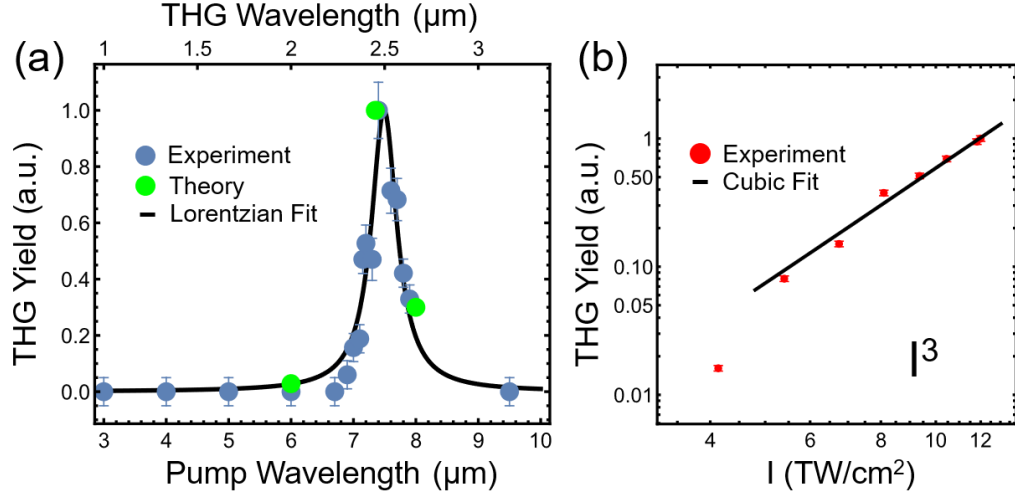 THG Wavelength (μm)
(a)
1 1.5 2 2.5 3
THG Yield (a.u.)
1.0
0.8
0.6
0.4
0.2
0.0
Experiment
Theory
Lorentzian Fit
3 4 5 6 7 8 9 10
Pump Wavelength (μm)
(b)
THG Yield (a.u.)
1
0.50
0.10
0.05
0.01
Experiment
Cubic Fit
I³
4 6 8 10 12
I (TW/cm²)